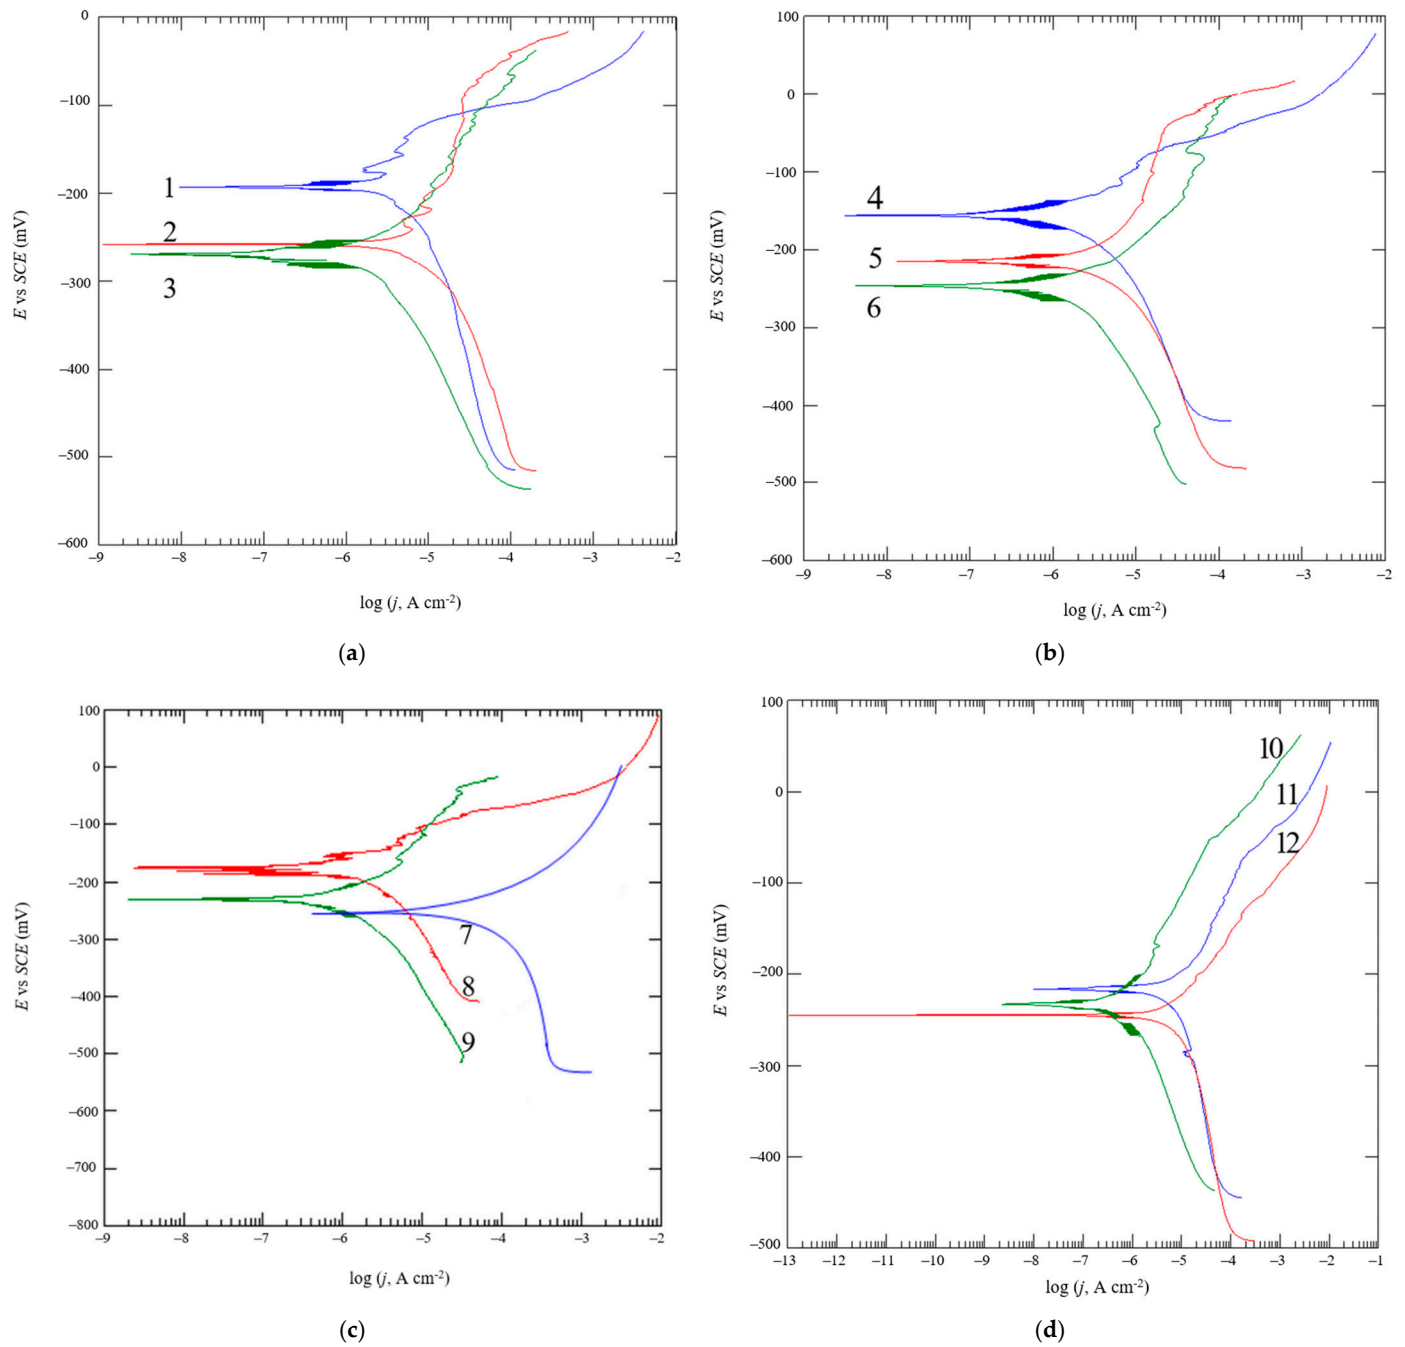 0
–100
–200
–300
–400
–500
–600
E vs SCE (mV)
1
2
3
–9 –8 –7 –6 –5 –4 –3 –2
log (j, A cm-2)
(a)
100
0
–100
–200
–300
–400
–500
–600
E vs SCE (mV)
4
5
6
–9 –8 –7 –6 –5 –4 –3 –2
log (j, A cm-2)
(b)
100
0
–100
–200
–300
–400
–500
–600
–700
–800
E vs SCE (mV)
7
8
9
–9 –8 –7 –6 –5 –4 –3 –2
log (j, A cm-2)
(c)
100
0
–100
–200
–300
–400
–500
E vs SCE (mV)
10
11
12
–13 –12 –11 –10 –9 –8 –7 –6 –5 –4 –3 –2 –1
log (j, A cm-2)
(d)